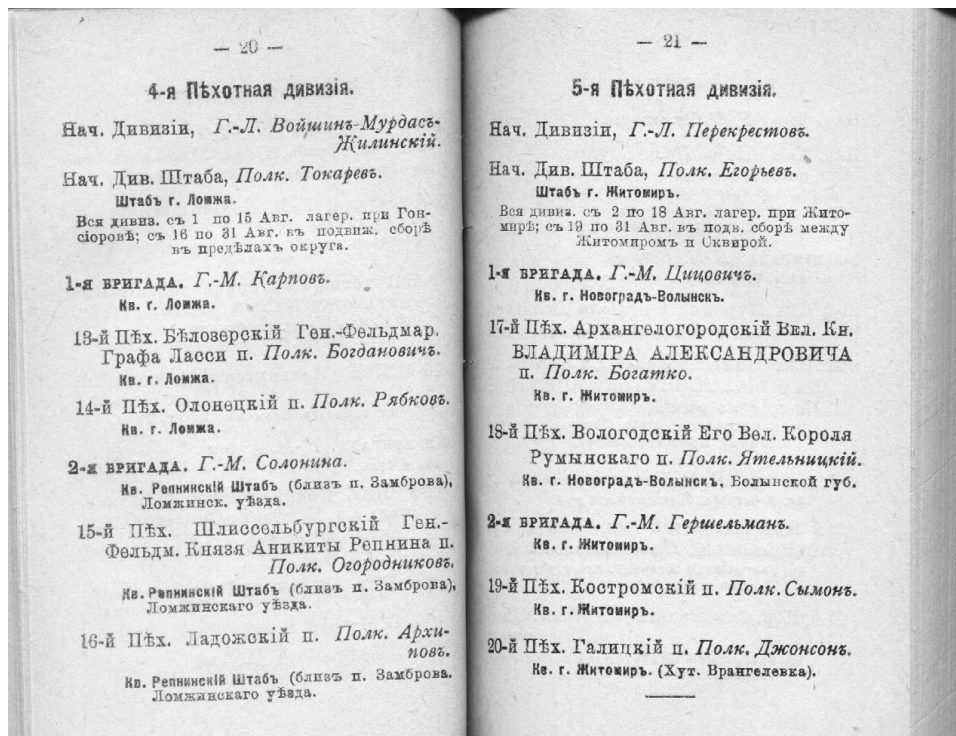 — 20 —
4-я Пѣхотная дивизія.
Нач. Дивизіи, Г.-Л. Войшинъ-Мурдасъ-
Жилинскій.
Нач. Див. Штаба, Полк. Токаревъ.
Штабъ г. Ломжа.
Вся дивиз. съ 1 по 15 Авг. лагер. при Гон-
сіоровѣ; съ 16 по 31 Авг. въ подвиж. сборѣ
въ предѣлахъ округа.
1-я БРИГАДА. Г.-М. Карповъ.
Кв. г. Ломжа.
13-й Пѣх. Бѣлозерскій Ген.-Фельдмар.
Графа Ласси п. Полк. Богдановичъ.
Кв. г. Ломжа.
14-й Пѣх. Олонецкій п. Полк. Рябковъ.
Кв. г. Ломжа.
2-я БРИГАДА. Г.-М. Солонина.
Кв. Репнинскій Штабъ (близъ п. Замброва),
Ломжинск. уѣзда.
15-й Пѣх. Шлиссельбургскій Ген.-
Фельдм. Князя Аникиты Репнина п.
Полк. Огородниковъ.
Кв. Репнинскій Штабъ (близъ п. Замброва),
Ломжинскаго уѣзда.
16-й Пѣх. Ладожскій п. Полк. Архи-
повъ.
Кв. Репнинскій Штабъ (близъ п. Замброва.
Ломжинскаго уѣзда.
— 21 —
5-я Пѣхотная дивизія.
Нач. Дивизіи, Г.-Л. Перекрестовъ.
Нач. Див. Штаба, Полк. Егорьевъ.
Штабъ г. Житомир.
Вся дивиз. съ 2 по 18 Авг. лагер. при Жито-
мирѣ; съ 19 по 31 Авг. въ подв. сборѣ между
Житомиром и Сквирой.
1-я БРИГАДА. Г.-М. Цицовичъ.
Кв. г. Новоградъ-Волынск.
17-й Пѣх. Архангелогородскій Вел. Кн.
ВЛАДИМІРА АЛЕКСАНДРОВИЧА
п. Полк. Богатко.
Кв. г. Житомир.
18-й Пѣх. Вологодскій Его Вел. Короля
Румынскаго п. Полк. Ятельницкій.
Кв. г. Новоградъ-Волынск, Волынской губ.
2-я БРИГАДА. Г.-М. Гершельманъ.
Кв. г. Житомир.
19-й Пѣх. Костромскій п. Полк. Сымонъ.
Кв. г. Житомир.
20-й Пѣх. Галицкій п. Полк. Джонсонъ.
Кв. г. Житомир. (Хут. Врангелевка).